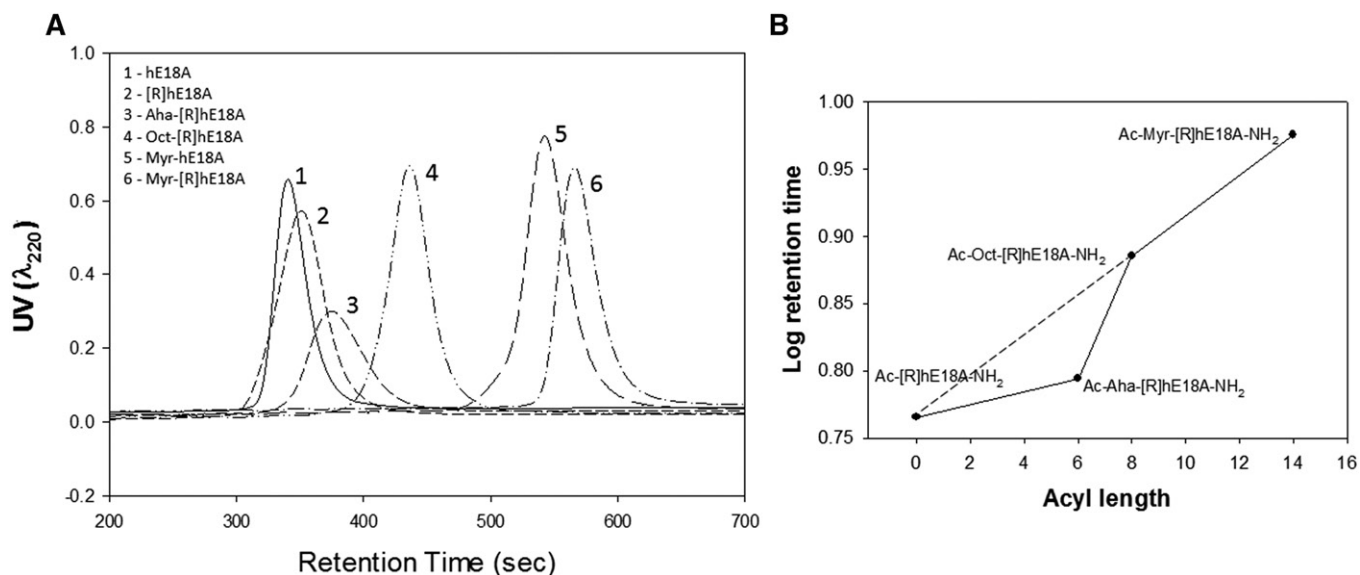 A
1 - hE18A
2 - [R]hE18A
3 - Aha-[R]hE18A
4 - Oct-[R]hE18A
5 - Myr-hE18A
6 - Myr-[R]hE18A
1
2
3
4
5
6
UV (λ220)
1.0
0.8
0.6
0.4
0.2
0.0
-0.2
200 300 400 500 600 700
Retention Time (sec)
B
Log retention time
1.00
0.95
0.90
0.85
0.80
0.75
Ac-Myr-[R]hE18A-NH2
Ac-Oct-[R]hE18A-NH2
Ac-[R]hE18A-NH2
Ac-Aha-[R]hE18A-NH2
0 2 4 6 8 10 12 14 16
Acyl length